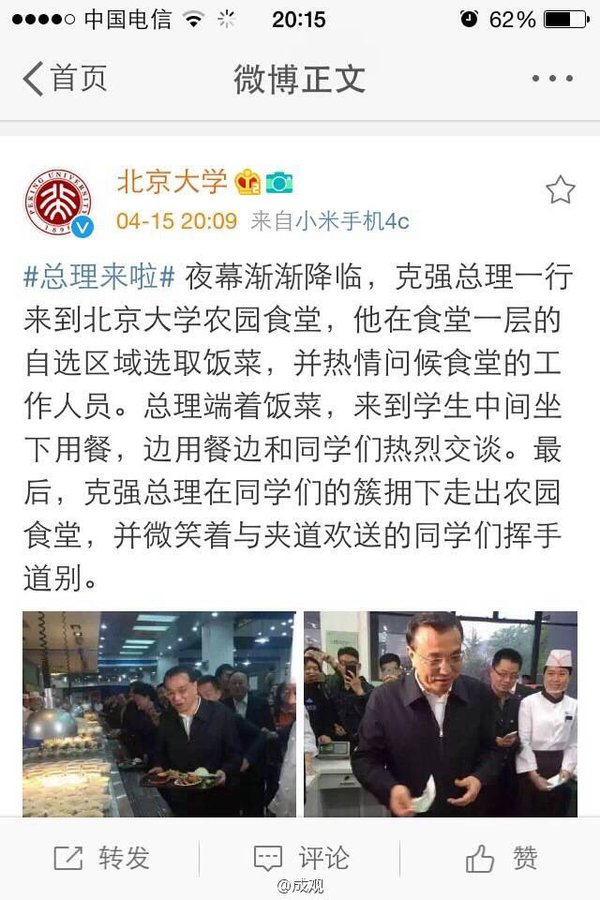 中国电信 20:15 62%
首页 微博正文
北京大学
04-15 20:09 来自小米手机4c
#总理来啦# 夜幕渐渐降临，克强总理一行
来到北京大学农园食堂，他在食堂一层的
自选区域选取饭菜，并热情问候食堂的工
作人员。总理端着饭菜，来到学生中间坐
下用餐，边用餐边和同学们热烈交谈。最
后，克强总理在同学们的簇拥下走出农园
食堂，并微笑着与夹道欢送的同学们挥手
道别。
PEKING UNIVERSITY
1898
转发 评论 赞
@成观